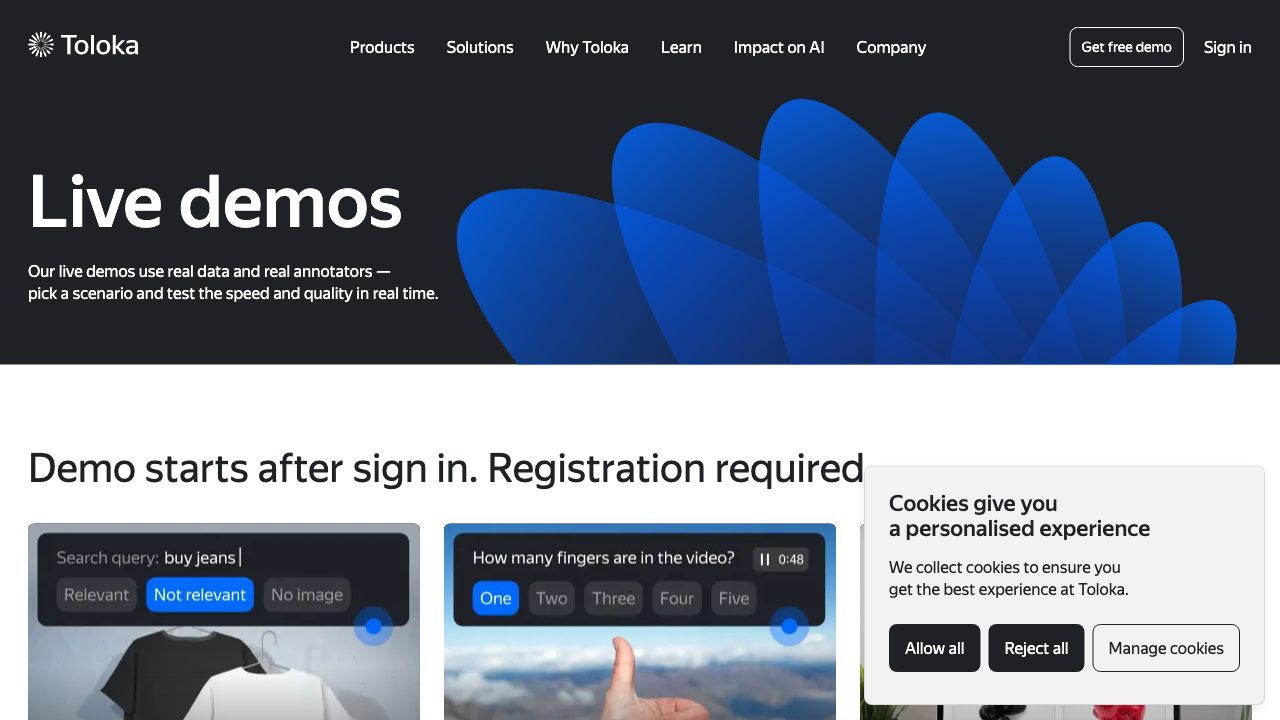 Toloka
Products
Solutions
Why Toloka
Learn
Impact on AI
Company
Get free demo
Sign in
Live demos
Our live demos use real data and real annotators —
pick a scenario and test the speed and quality in real time.
Demo starts after sign in. Registration required
Search query: buy jeans
Relevant
Not relevant
No image
How many fingers are in the video?
0:48
One
Two
Three
Four
Five
Cookies give you
a personalised experience
We collect cookies to ensure you
get the best experience at Toloka.
Allow all
Reject all
Manage cookies